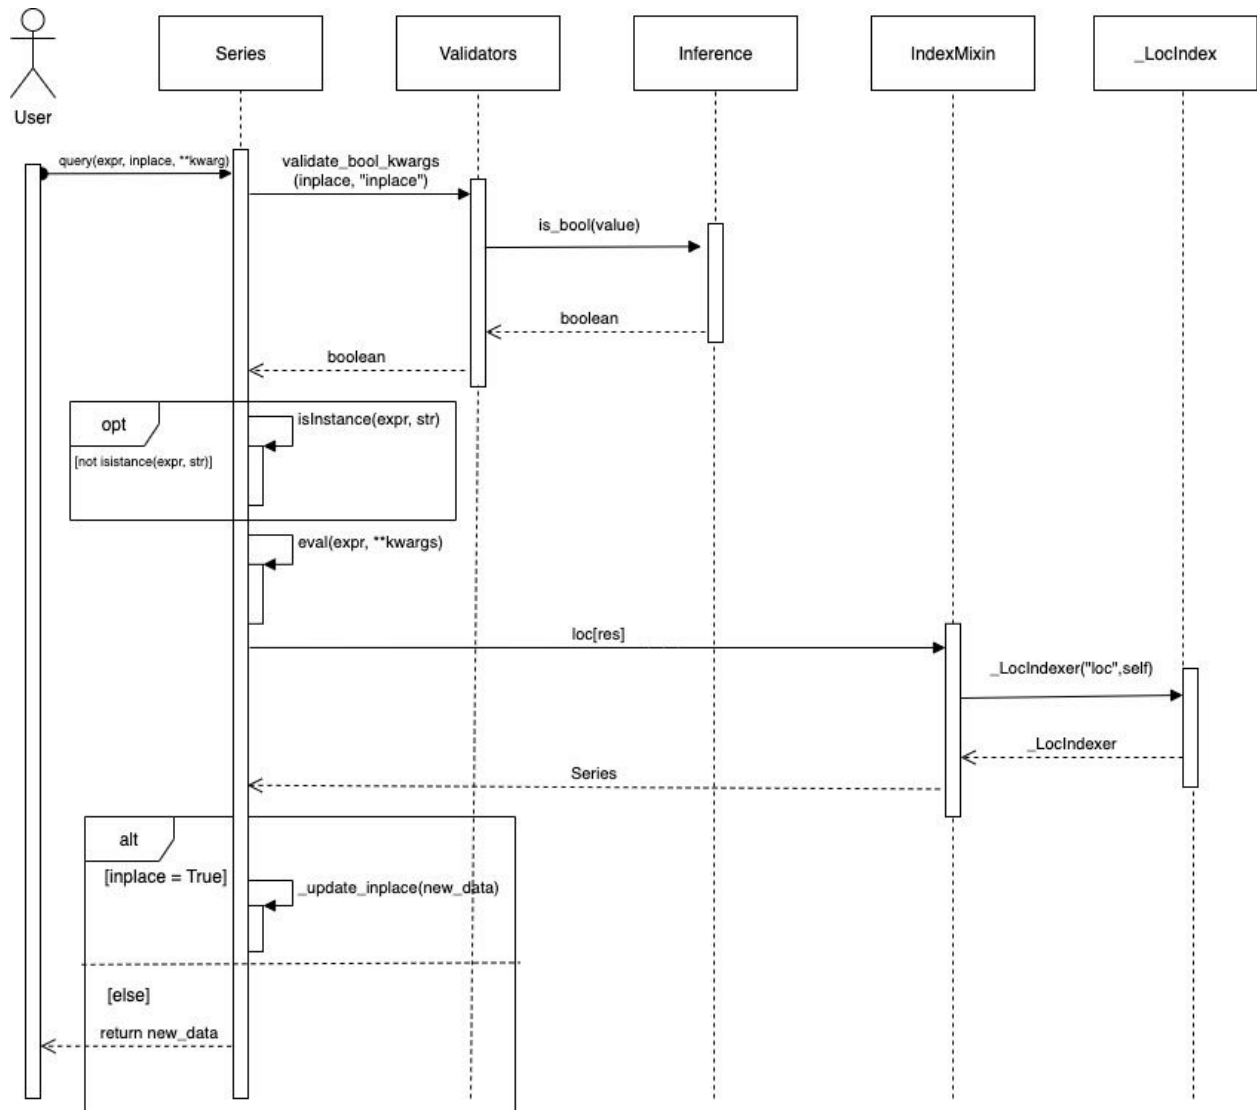 Series
Validators
Inference
IndexMixin
_LocIndex
User
query(expr, inplace, **kwarg)
validate_bool_kwargs
(inplace, "inplace")
is_bool(value)
boolean
boolean
opt
isInstance(expr, str)
[not isistance(expr, str)]
eval(expr, **kwargs)
loc[res]
_LocIndexer("loc",self)
_LocIndexer
Series
alt
[inplace = True]
_update_inplace(new_data)
[else]
return new_data